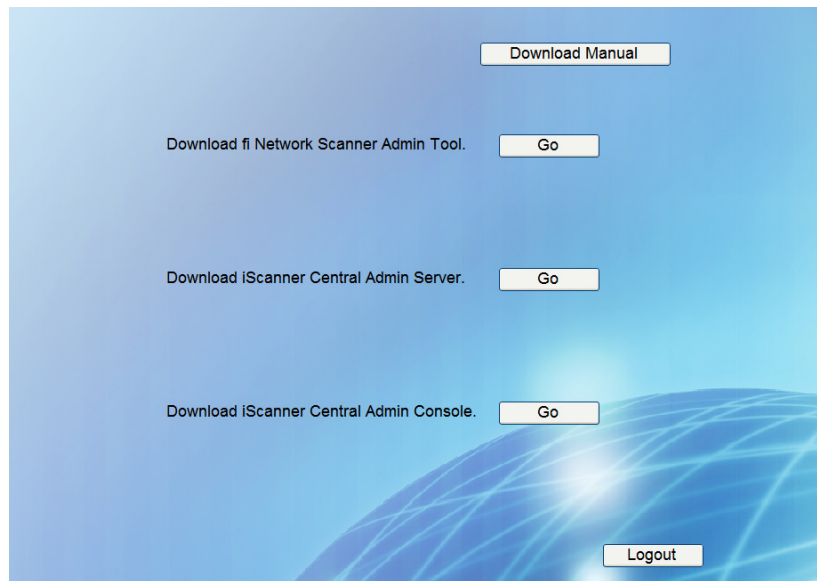 Download Manual
Download fi Network Scanner Admin Tool. Go
Download iScanner Central Admin Server. Go
Download iScanner Central Admin Console. Go
Logout